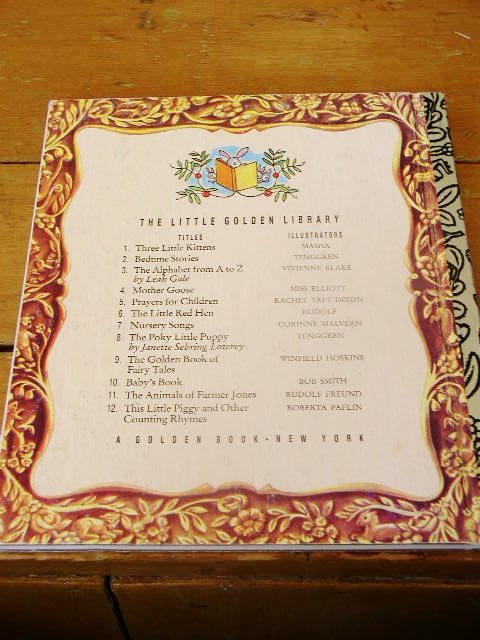 THE LITTLE GOLDEN LIBRARY
TITLES ILLUSTRATORS
1. Three Little Kittens MASHA
2. Bedtime Stories TENGGREN
3. The Alphabet from A to Z VIVIENNE BLAKE
by Leah Gale
4. Mother Goose MISS ELLIOTT
5. Prayers for Children RACHEL TAFT DIXON
6. The Little Red Hen RUDOLF
7. Nursery Songs CORINNE MALVERN
8. The Poky Little Puppy TENGGREN
by Janette Sebring Lowrey
9. The Golden Book of WINFIELD HOSKINS
Fairy Tales
10. Baby's Book BOB SMITH
11. The Animals of Farmer Jones RUDOLF FREUND
12. This Little Piggy and Other ROBERTA PAFLIN
Counting Rhymes
A GOLDEN BOOK • NEW YORK